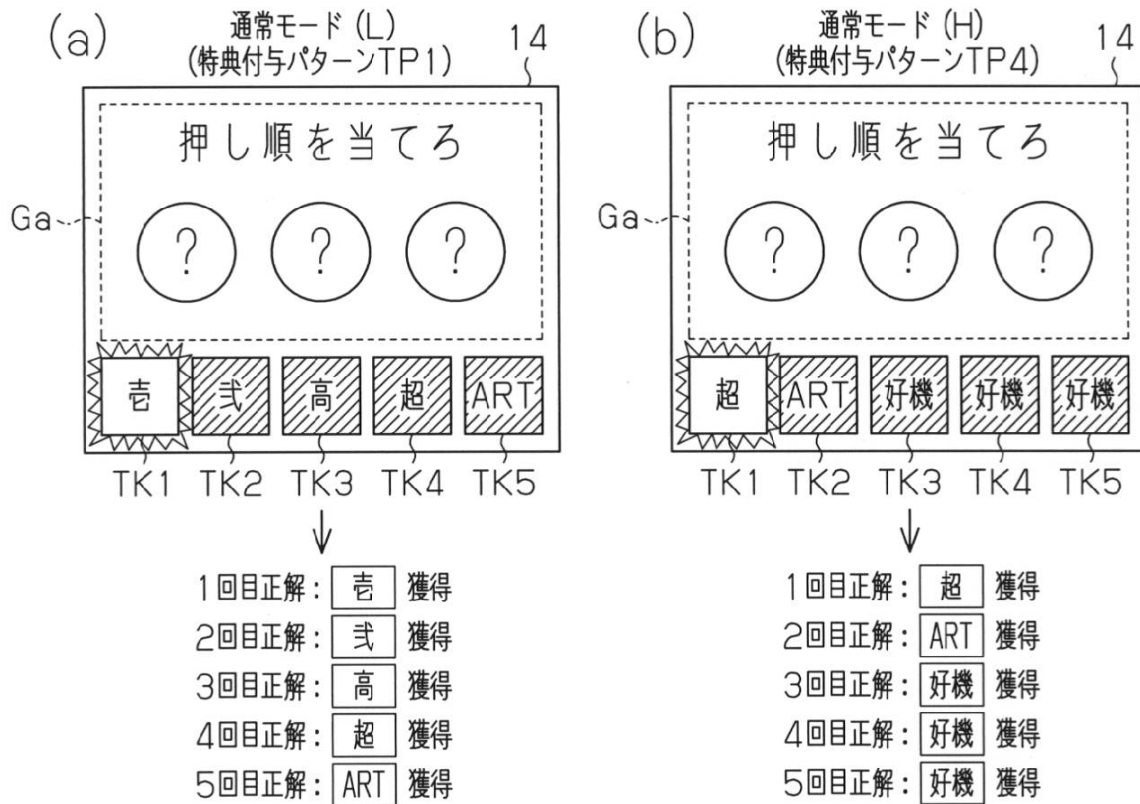 (a)
通常モード(L)
(特典付与パターンTP1)
14
押し順を当てろ
Ga
? ? ?
壱 弐 高 超 ART
TK1 TK2 TK3 TK4 TK5
1回目正解: 壱 獲得
2回目正解: 弐 獲得
3回目正解: 高 獲得
4回目正解: 超 獲得
5回目正解: ART 獲得
(b)
通常モード(H)
(特典付与パターンTP4)
14
押し順を当てろ
Ga
? ? ?
超 ART 好機 好機 好機
TK1 TK2 TK3 TK4 TK5
1回目正解: 超 獲得
2回目正解: ART 獲得
3回目正解: 好機 獲得
4回目正解: 好機 獲得
5回目正解: 好機 獲得